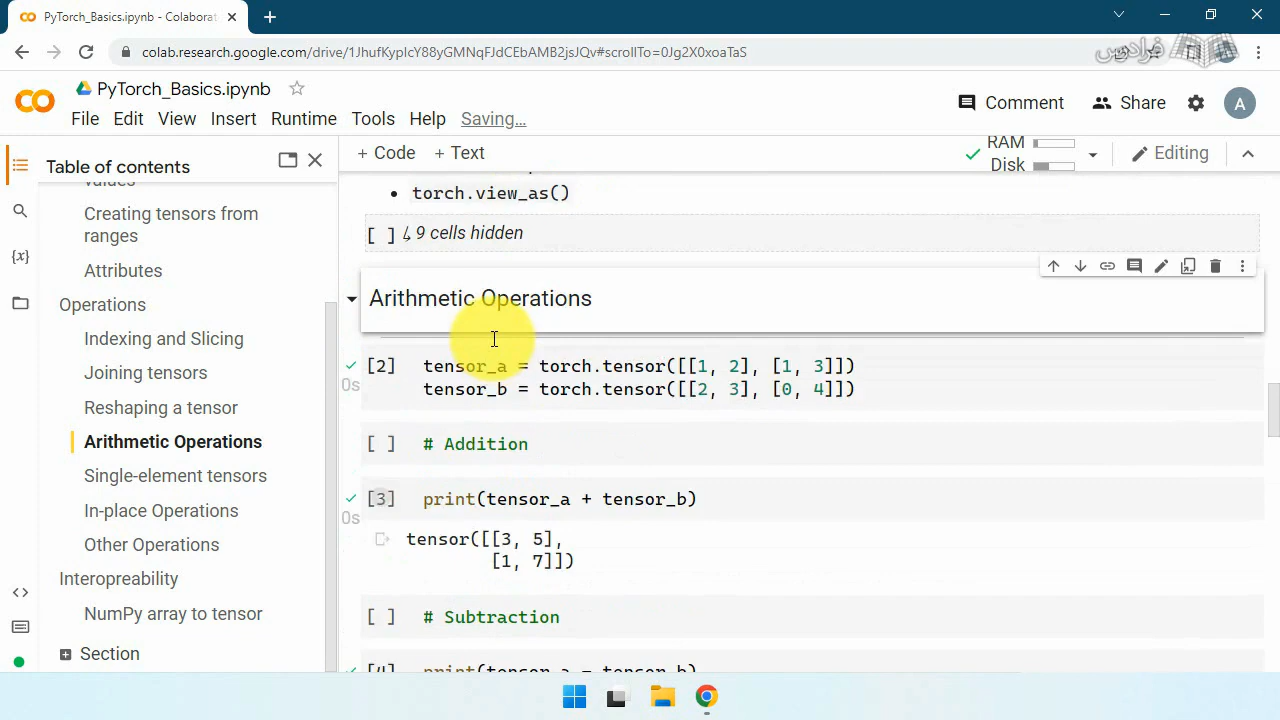 PyTorch_Basics.ipynb - Colaborat
colab.research.google.com/drive/1JhufKyplcY88yGMNqFJdCEbAMB2jsJQv#scrollTo=0Jg2X0xoaTaS
فرادرس
PyTorch_Basics.ipynb
Comment
Share
A
File Edit View Insert Runtime Tools Help Saving...
Table of contents
+ Code + Text
RAM
Disk
Editing
values
Creating tensors from
ranges
Attributes
Operations
Indexing and Slicing
Joining tensors
Reshaping a tensor
Arithmetic Operations
Single-element tensors
In-place Operations
Other Operations
Interopreability
NumPy array to tensor
Section
• torch.view_as()
[ ] ↳ 9 cells hidden
Arithmetic Operations
[2] tensor_a = torch.tensor([[1, 2], [1, 3]])
0s tensor_b = torch.tensor([[2, 3], [0, 4]])
[ ] # Addition
[3] print(tensor_a + tensor_b)
0s
tensor([[3, 5],
[1, 7]])
[ ] # Subtraction
[4] print(tensor_a - tensor_b)